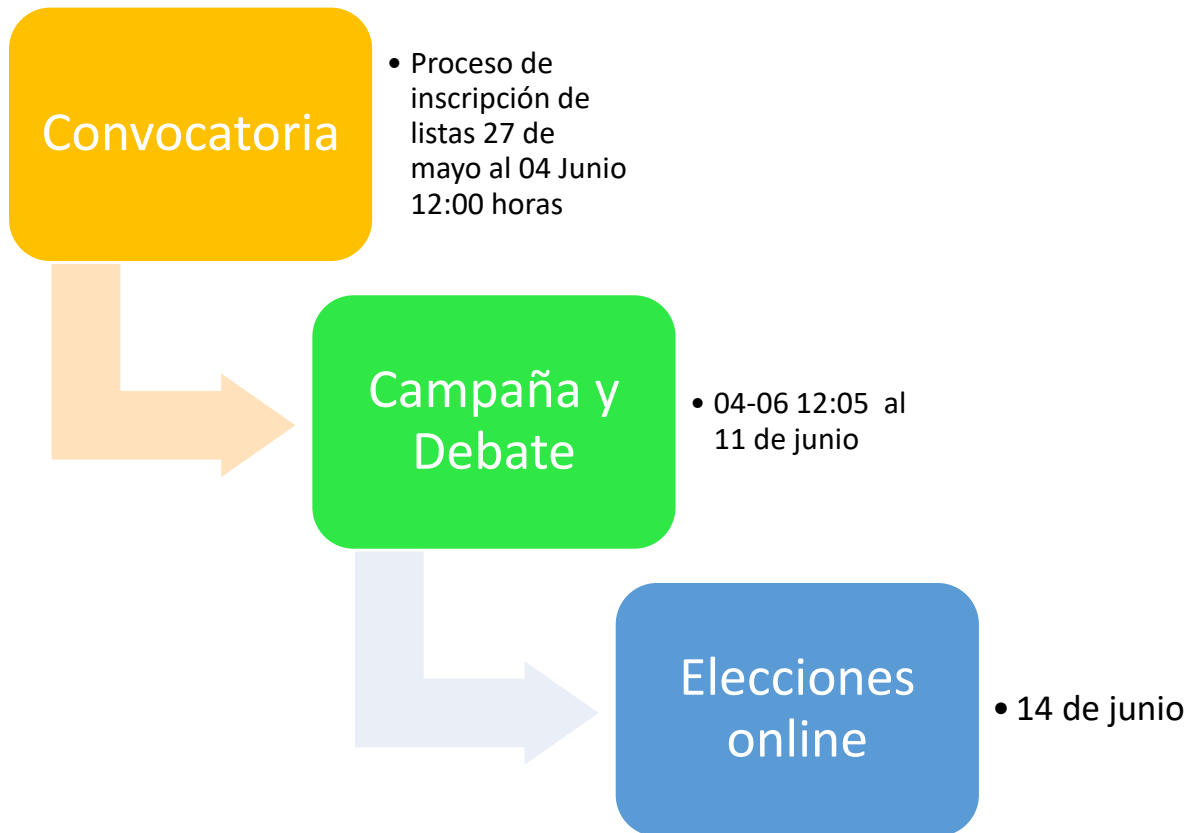 Convocatoria
• Proceso de
inscripción de
listas 27 de
mayo al 04 Junio
12:00 horas
Campaña y
Debate
• 04-06 12:05 al
11 de junio
Elecciones
online
• 14 de junio